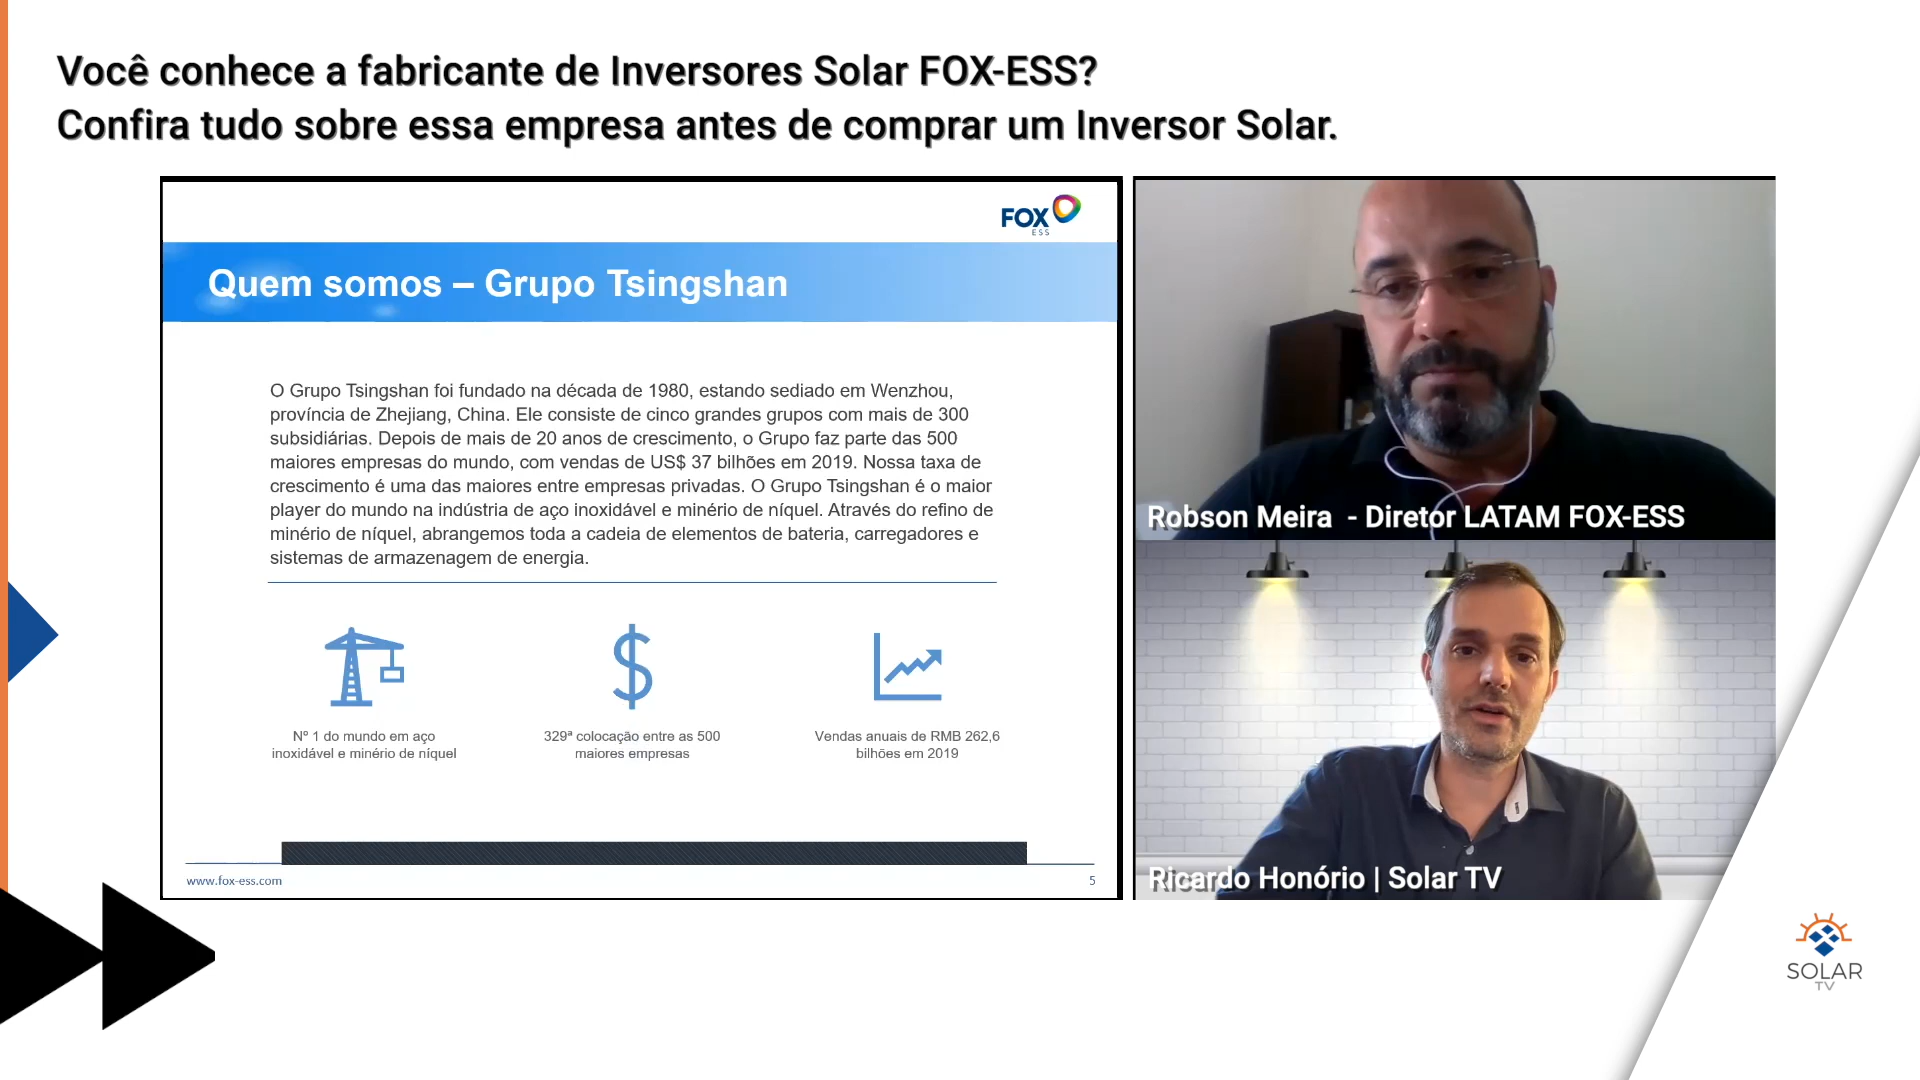 Você conhece a fabricante de Inversores Solar FOX-ESS?
Confira tudo sobre essa empresa antes de comprar um Inversor Solar.
FOX
ESS
Quem somos – Grupo Tsingshan
O Grupo Tsingshan foi fundado na década de 1980, estando sediado em Wenzhou,
província de Zhejiang, China. Ele consiste de cinco grandes grupos com mais de 300
subsidiárias. Depois de mais de 20 anos de crescimento, o Grupo faz parte das 500
maiores empresas do mundo, com vendas de US$ 37 bilhões em 2019. Nossa taxa de
crescimento é uma das maiores entre empresas privadas. O Grupo Tsingshan é o maior
player do mundo na indústria de aço inoxidável e minério de níquel. Através do refino de
minério de níquel, abrangemos toda a cadeia de elementos de bateria, carregadores e
sistemas de armazenagem de energia.
Nº 1 do mundo em aço
inoxidável e minério de níquel
329ª colocação entre as 500
maiores empresas
Vendas anuais de RMB 262,6
bilhões em 2019
www.fox-ess.com
5
Robson Meira - Diretor LATAM FOX-ESS
Ricardo Honório | Solar TV
SOLAR
TV